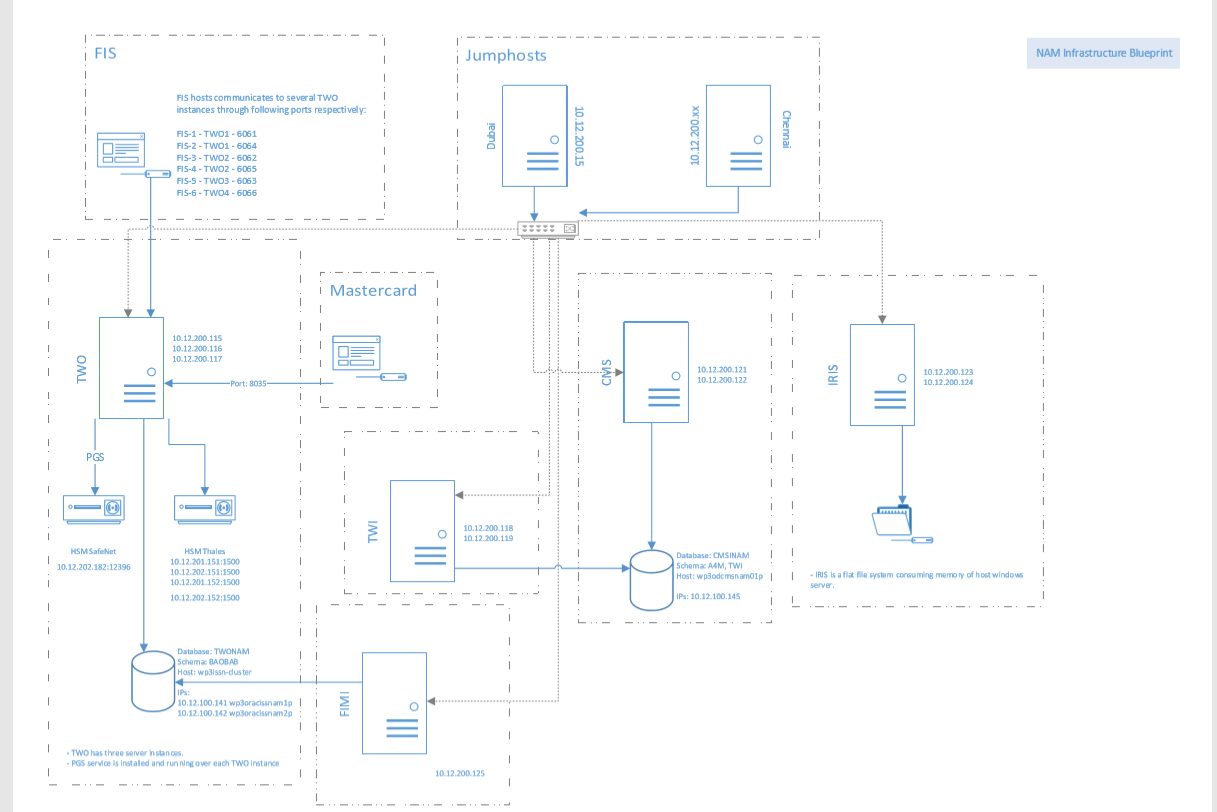 NAM Infrastructure Blueprint
FIS
FIS hosts communicates to several TWO
instances through following ports respectively:
FIS-1 - TWO1 - 6061
FIS-2 - TWO1 - 6064
FIS-3 - TWO2 - 6062
FIS-4 - TWO2 - 6065
FIS-5 - TWO3 - 6063
FIS-6 - TWO4 - 6066
Jumphosts
Dubai
10.12.200.15
10.12.200.xx
Chennai
Mastercard
Port: 8035
TWO
10.12.200.115
10.12.200.116
10.12.200.117
PGS
HSM SafeNet
10.12.202.182:12396
HSM Thales
10.12.201.151:1500
10.12.202.151:1500
10.12.201.152:1500
10.12.202.152:1500
Database: TWONAM
Schema: BAOBAB
Host: wp3issn-cluster
IPs:
10.12.100.141 wp3oracissnam1p
10.12.100.142 wp3oracissnam2p
- TWO has three server instances.
- PGS service is installed and running over each TWO instance
TWI
10.12.200.118
10.12.200.119
FIMI
10.12.200.125
CMS
10.12.200.121
10.12.200.122
Database: CMSINAM
Schema: A4M, TWI
Host: wp3odcmsnam01p
IPs: 10.12.100.145
IRIS
10.12.200.123
10.12.200.124
- IRIS is a flat file system consuming memory of host windows
server.